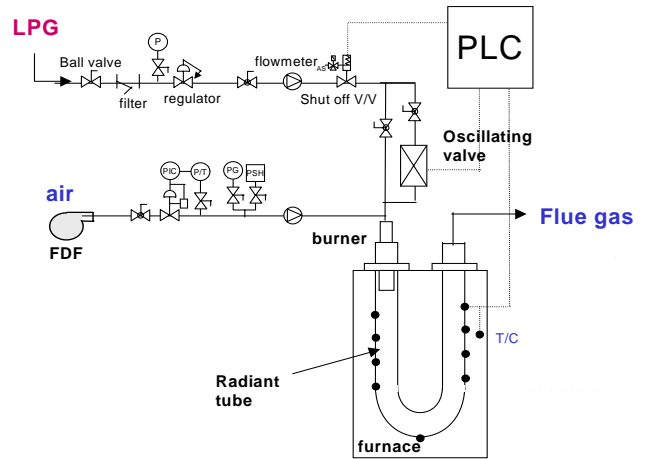 LPG
Ball valve
filter
P
regulator
flowmeter
AS
Shut off V/V
PLC
Oscillating
valve
air
FDF
PIC
P/T
PG
PSH
burner
Flue gas
T/C
Radiant
tube
furnace